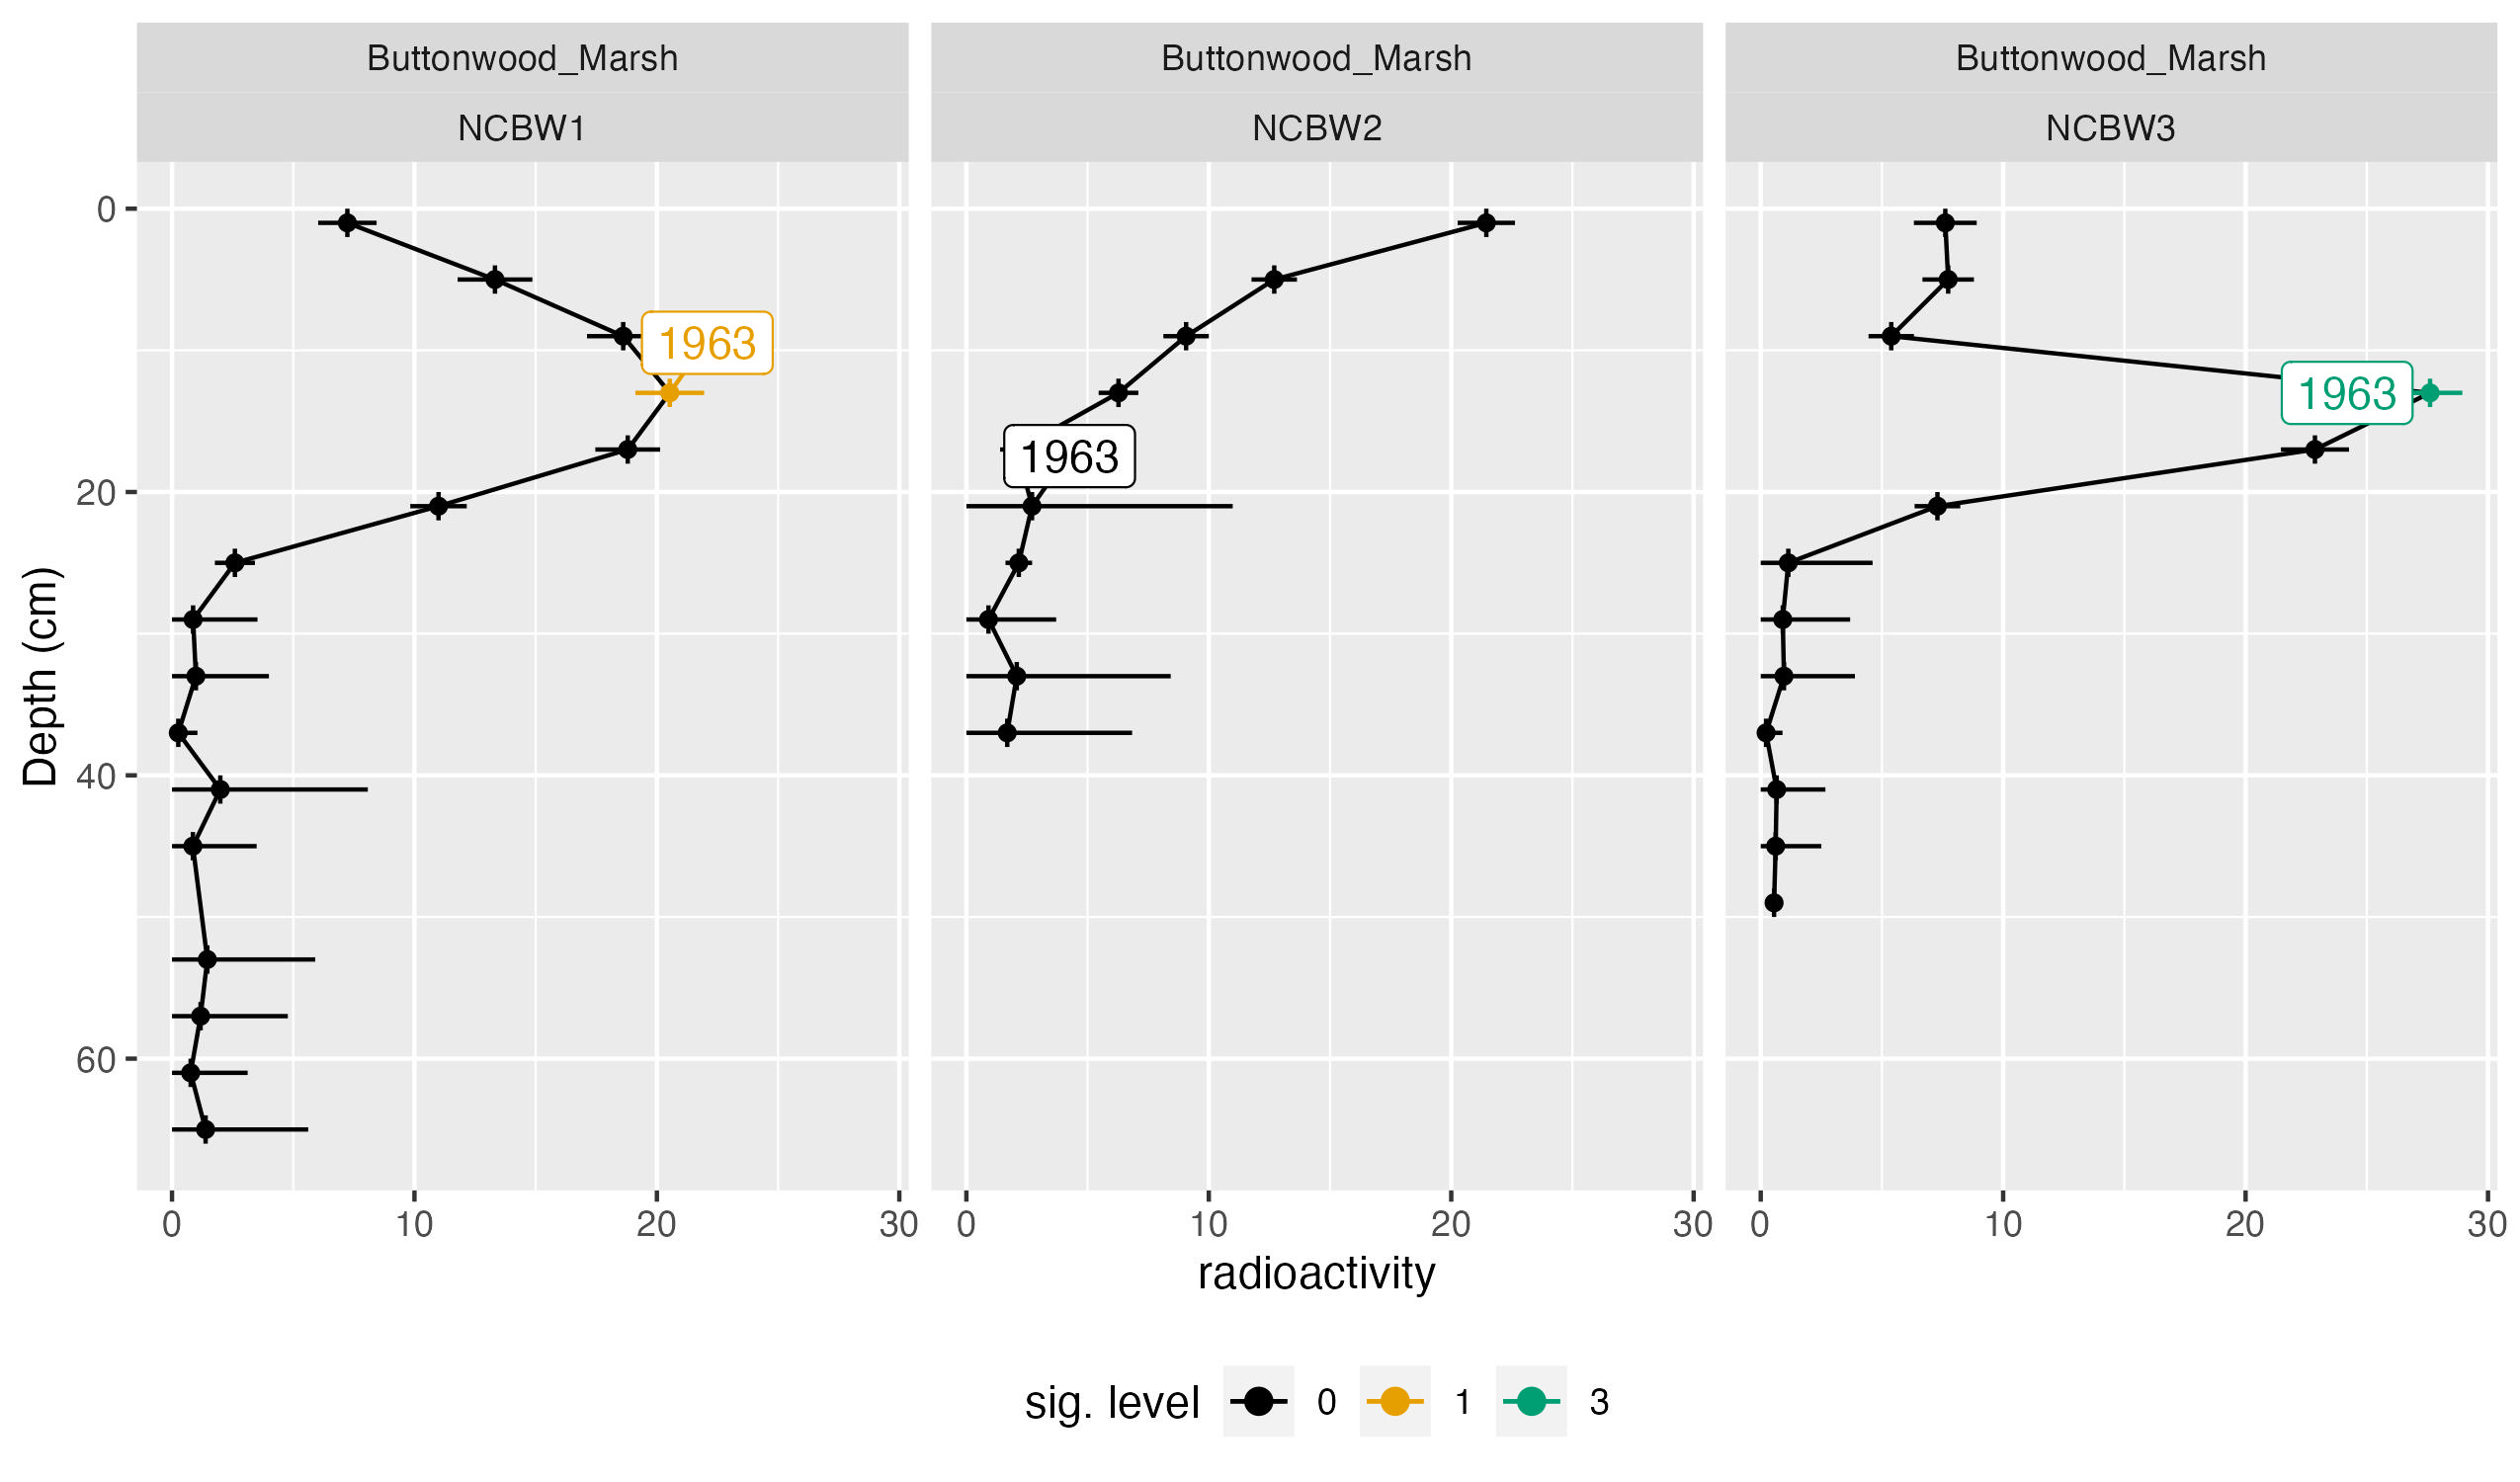 Buttonwood_Marsh Buttonwood_Marsh Buttonwood_Marsh
NCBW1 NCBW2 NCBW3
0
1963
1963
1963
20
Depth (cm)
40
60
0 10 20 30 0 10 20 30 0 10 20 30
radioactivity
sig. level 0 1 3